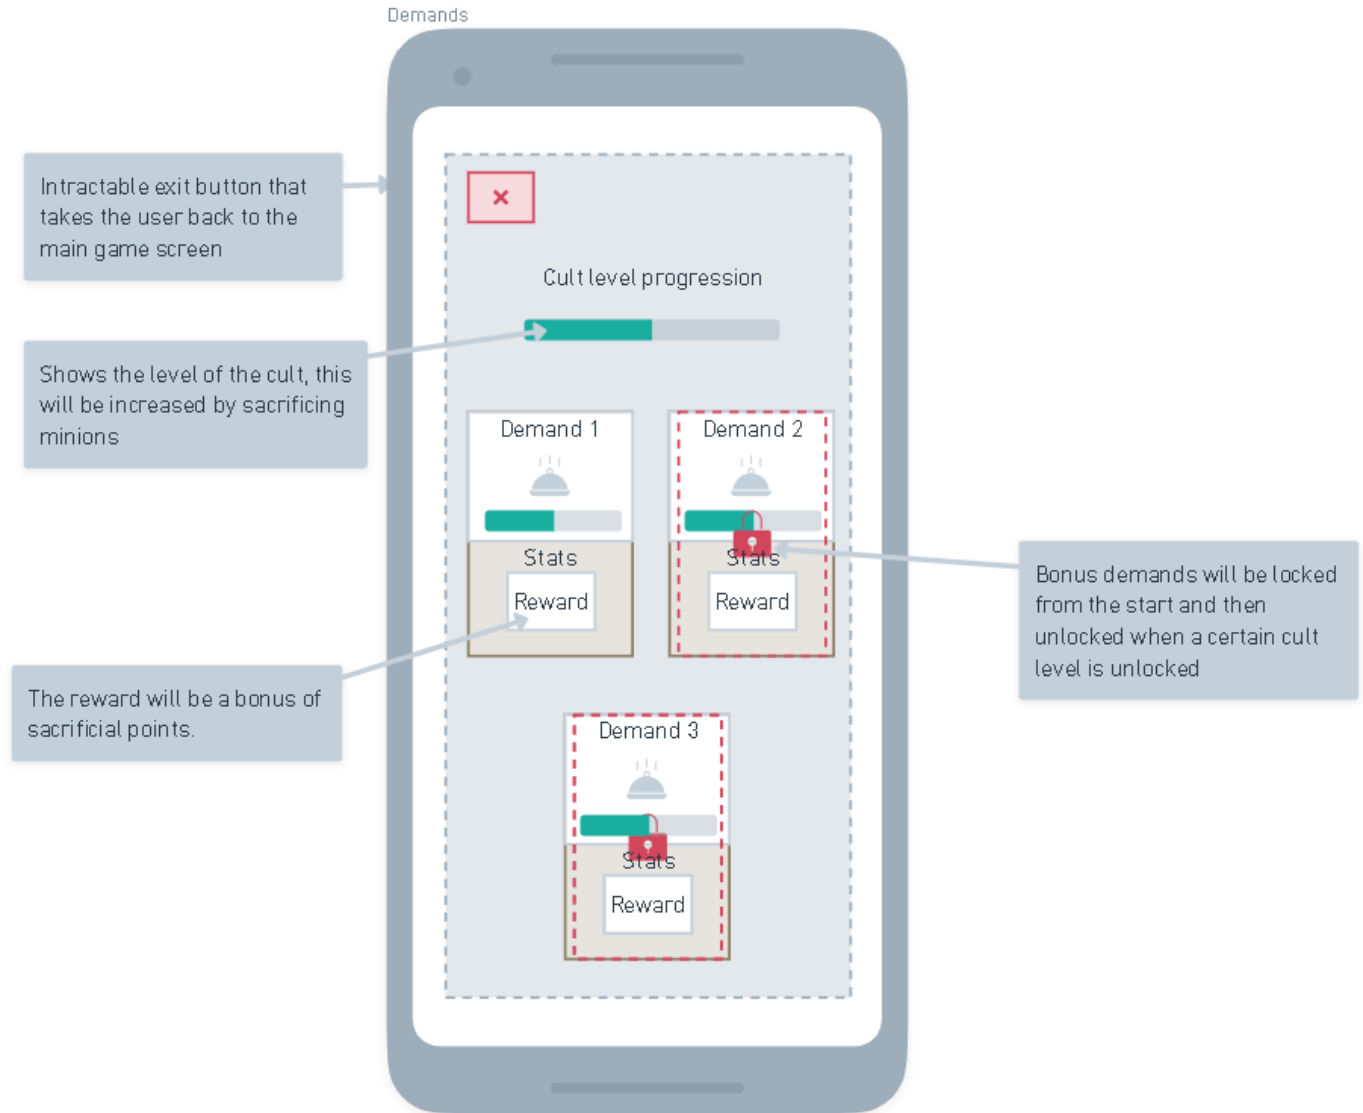 Demands
Intractable exit button that
takes the user back to the
main game screen
Cult level progression
Shows the level of the cult, this
will be increased by sacrificing
minions
Demand 1
Stats
Reward
Demand 2
Stats
Reward
Bonus demands will be locked
from the start and then
unlocked when a certain cult
level is unlocked
The reward will be a bonus of
sacrificial points.
Demand 3
Stats
Reward